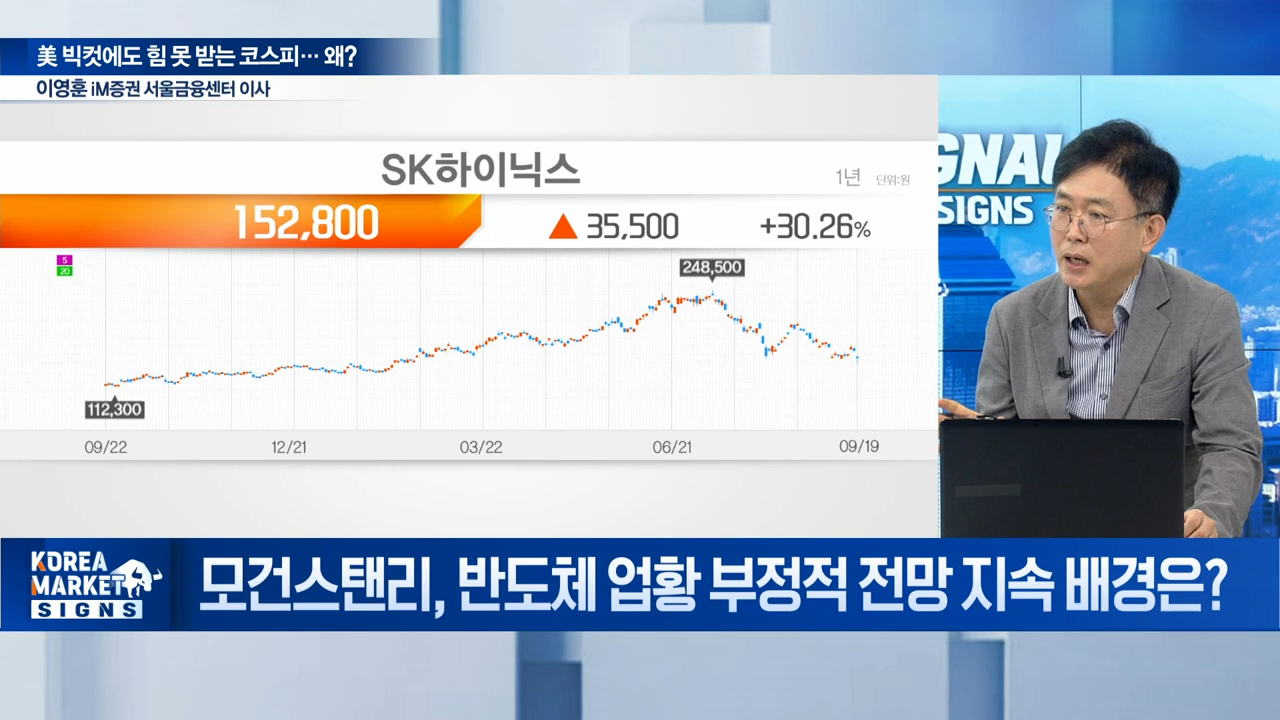 美 빅컷에도 힘 못 받는 코스피… 왜?
이영훈 iM증권 서울금융센터 이사
SK하이닉스
1년 단위:원
152,800 ▲ 35,500 +30.26%
5
20
248,500
112,300
09/22 12/21 03/22 06/21 09/19
GNAL
SIGNS
KOREA
MARKET
SIGNS
모건스탠리, 반도체 업황 부정적 전망 지속 배경은?